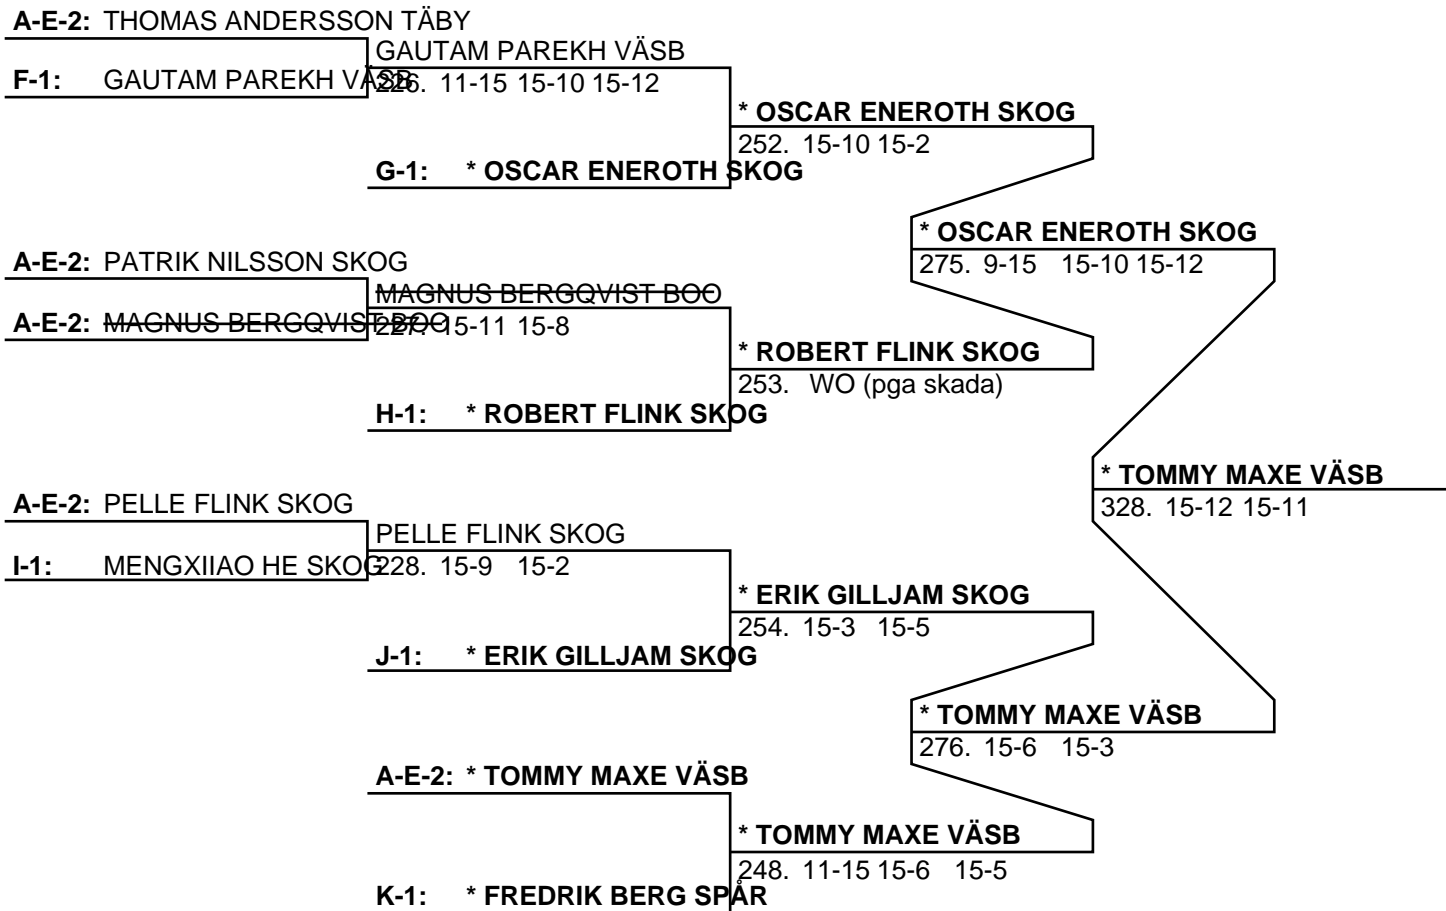 A-E-2: THOMAS ANDERSSON TÄBY
GAUTAM PAREKH VÄSB
F-1: GAUTAM PAREKH VÄSB
226. 11-15 15-10 15-12
* OSCAR ENEROTH SKOG
252. 15-10 15-2
G-1: * OSCAR ENEROTH SKOG
* OSCAR ENEROTH SKOG
275. 9-15 15-10 15-12
A-E-2: PATRIK NILSSON SKOG
MAGNUS BERGQVIST BOO
A-E-2: MAGNUS BERGQVIST BOO
227. 15-11 15-8
* ROBERT FLINK SKOG
253. WO (pga skada)
H-1: * ROBERT FLINK SKOG
* TOMMY MAXE VÄSB
328. 15-12 15-11
A-E-2: PELLE FLINK SKOG
PELLE FLINK SKOG
I-1: MENGXIIAO HE SKOG
228. 15-9 15-2
* ERIK GILLJAM SKOG
254. 15-3 15-5
J-1: * ERIK GILLJAM SKOG
* TOMMY MAXE VÄSB
276. 15-6 15-3
A-E-2: * TOMMY MAXE VÄSB
* TOMMY MAXE VÄSB
248. 11-15 15-6 15-5
K-1: * FREDRIK BERG SPÅR